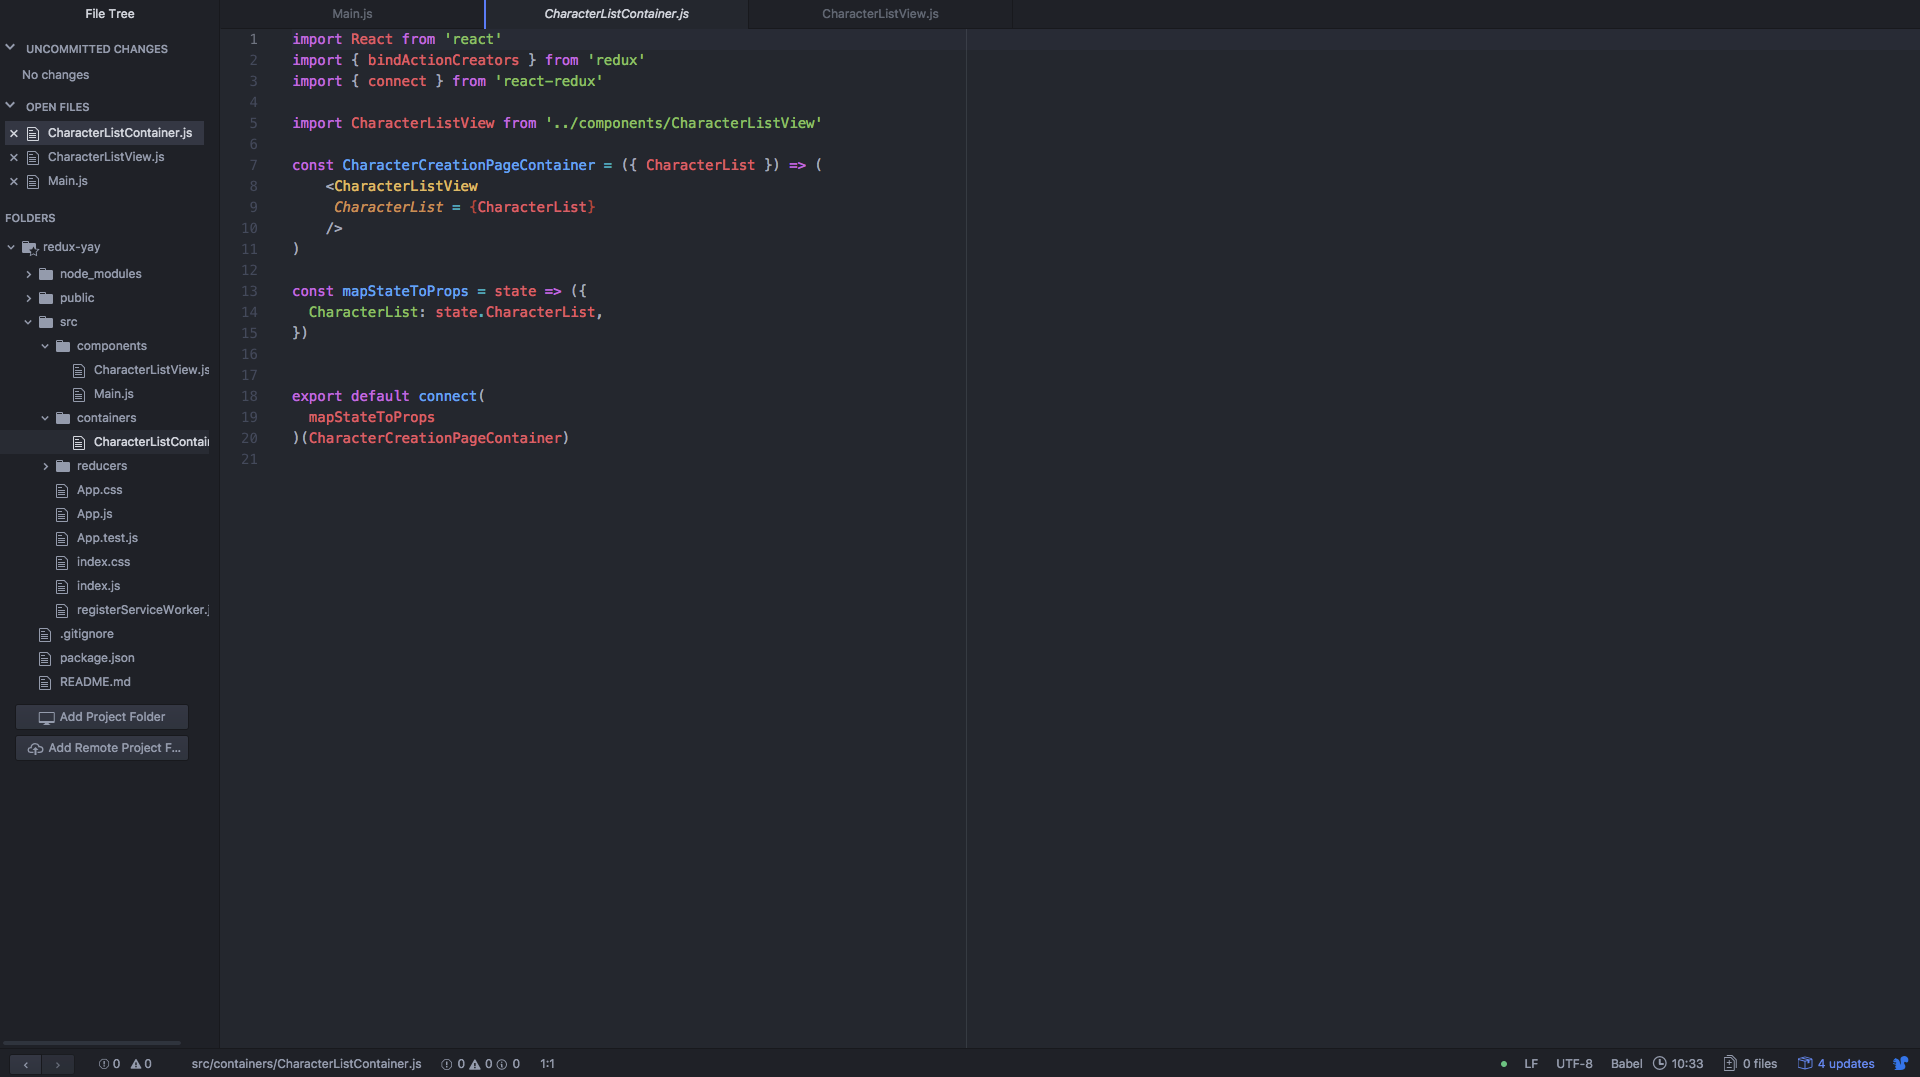 File Tree
UNCOMMITTED CHANGES
No changes
OPEN FILES
CharacterListContainer.js
CharacterListView.js
Main.js
FOLDERS
redux-yay
node_modules
public
src
components
CharacterListView.js
Main.js
containers
CharacterListContai
reducers
App.css
App.js
App.test.js
index.css
index.js
registerServiceWorker.j
.gitignore
package.json
README.md
Add Project Folder
Add Remote Project F...
Main.js CharacterListContainer.js CharacterListView.js
1 import React from 'react'
2 import { bindActionCreators } from 'redux'
3 import { connect } from 'react-redux'
4
5 import CharacterListView from '../components/CharacterListView'
6
7 const CharacterCreationPageContainer = ({ CharacterList }) => (
8 <CharacterListView
9 CharacterList = {CharacterList}
10 />
11 )
12
13 const mapStateToProps = state => ({
14 CharacterList: state.CharacterList,
15 })
16
17
18 export default connect(
19 mapStateToProps
20 )(CharacterCreationPageContainer)
21
0 0 src/containers/CharacterListContainer.js 0 0 0 1:1 LF UTF-8 Babel 10:33 0 files 4 updates